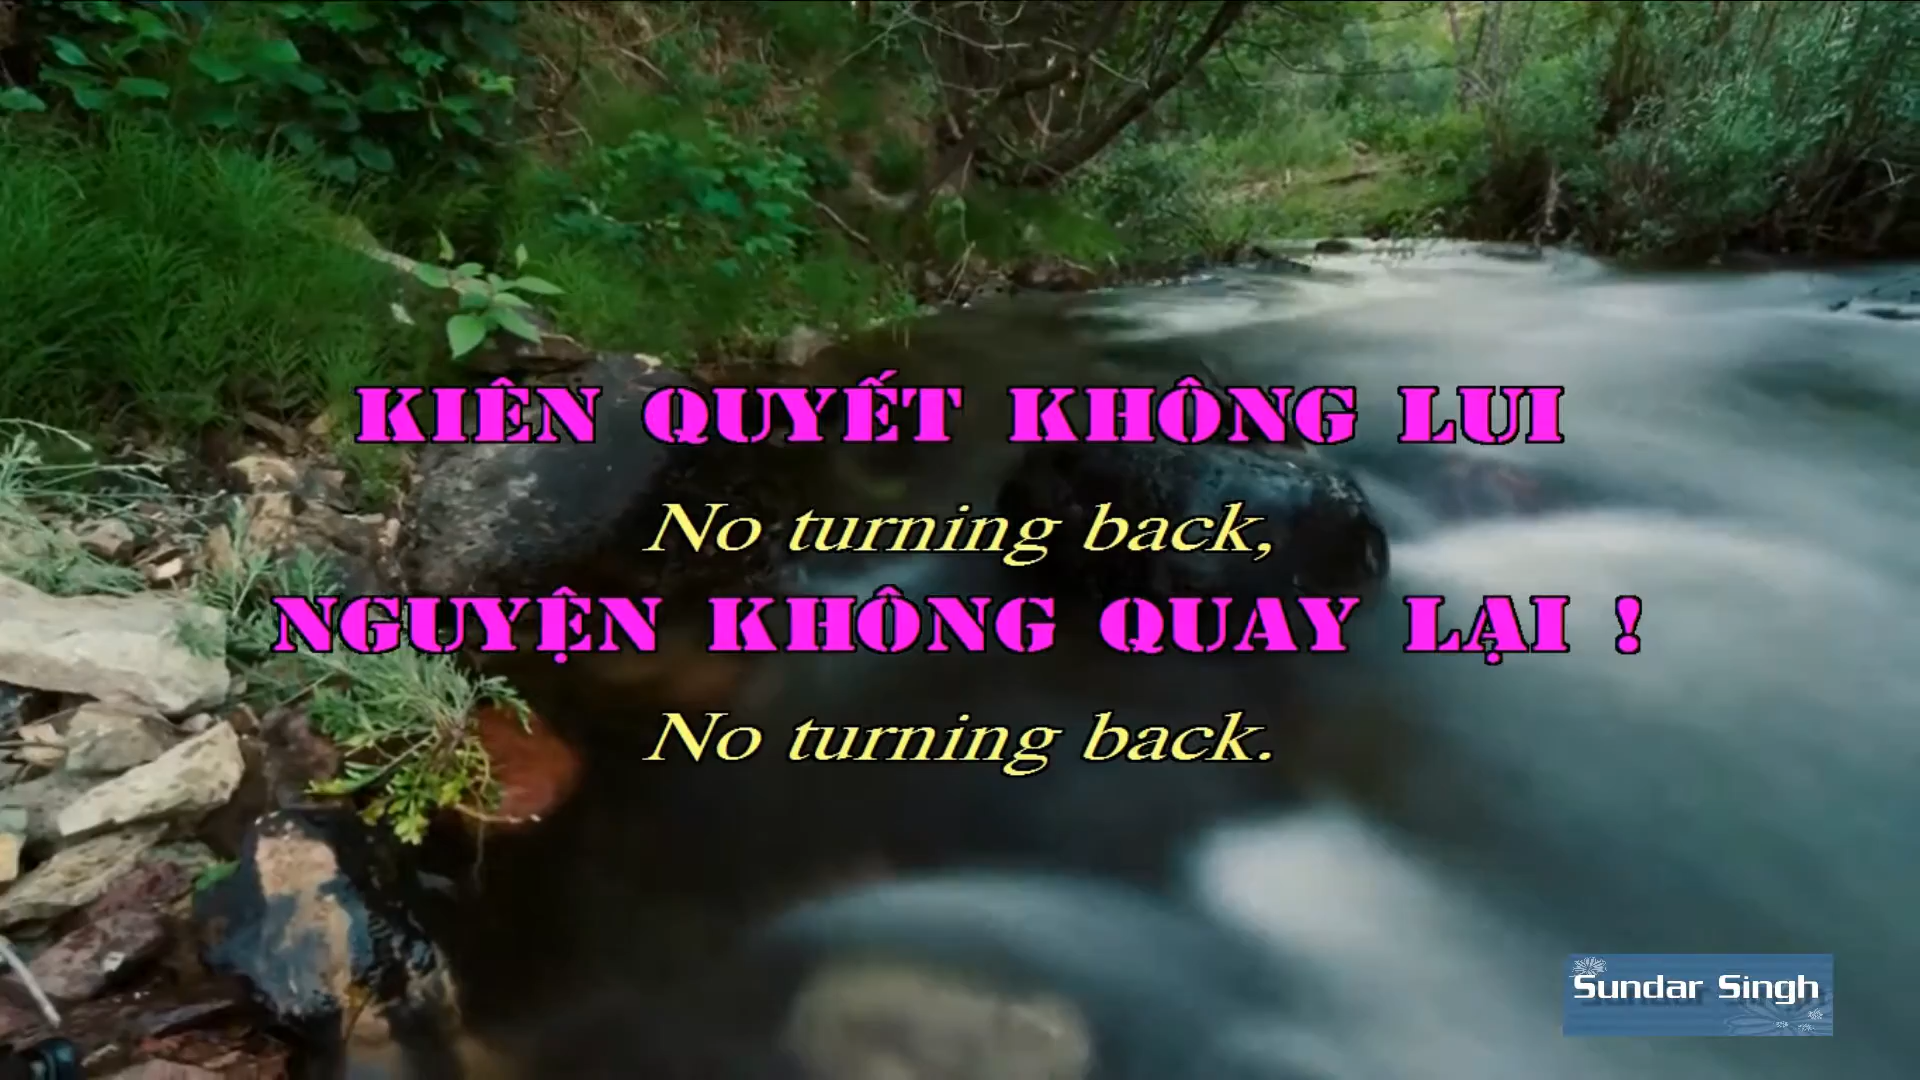 KIÊN QUYẾT KHÔNG LUI
No turning back,
NGUYỆN KHÔNG QUAY LẠI !
No turning back.
Sundar Singh